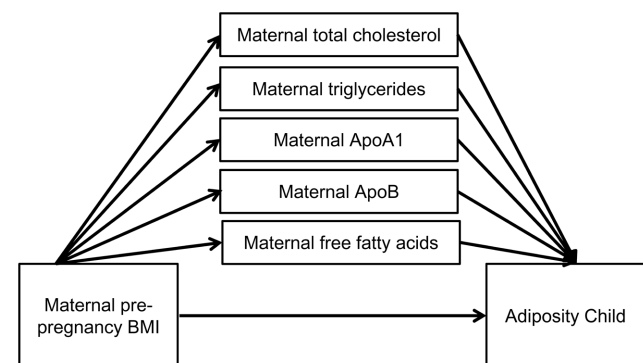 Maternal total cholesterol
Maternal triglycerides
Maternal ApoA1
Maternal ApoB
Maternal free fatty acids
Maternal pre-
pregnancy BMI
Adiposity Child